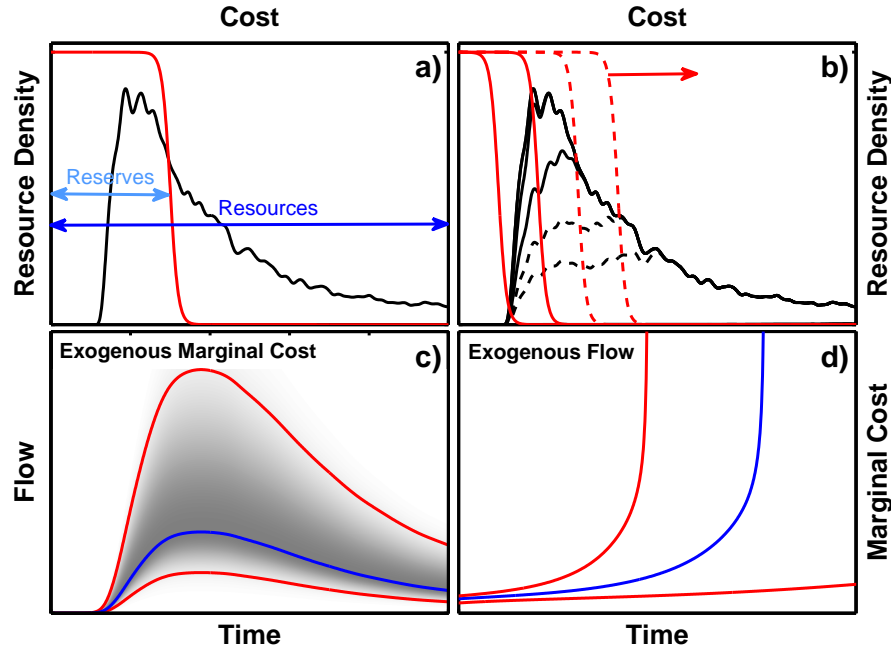 Cost
Cost
a)
b)
Resource Density
Reserves
Resources
Resource Density
Exogenous Marginal Cost
c)
Exogenous Flow
d)
Flow
Marginal Cost
Time
Time